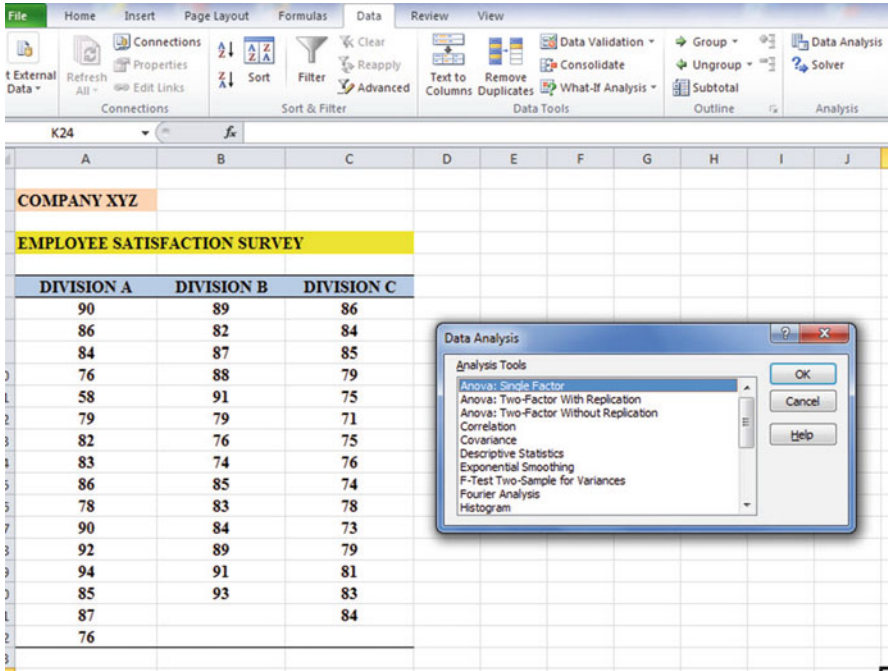 File Home Insert Page Layout Formulas Data Review View
Connections Clear Data Validation Group Data Analysis
Properties Reapply Consolidate Ungroup Solver
t External Data Refresh All Edit Links Sort Filter Advanced Text to Columns Remove Duplicates What-If Analysis Subtotal
Connections Sort & Filter Data Tools Outline Analysis
K24 fx
A B C D E F G H I J
COMPANY XYZ
EMPLOYEE SATISFACTION SURVEY
DIVISION A DIVISION B DIVISION C
90 89 86
86 82 84
84 87 85
76 88 79
58 91 75
79 79 71
82 76 75
83 74 76
86 85 74
78 83 78
90 84 73
92 89 79
94 91 81
85 93 83
87 84
76
Data Analysis
Analysis Tools
Anova: Single Factor
Anova: Two-Factor With Replication
Anova: Two-Factor Without Replication
Correlation
Covariance
Descriptive Statistics
Exponential Smoothing
F-Test Two-Sample for Variances
Fourier Analysis
Histogram
OK
Cancel
Help